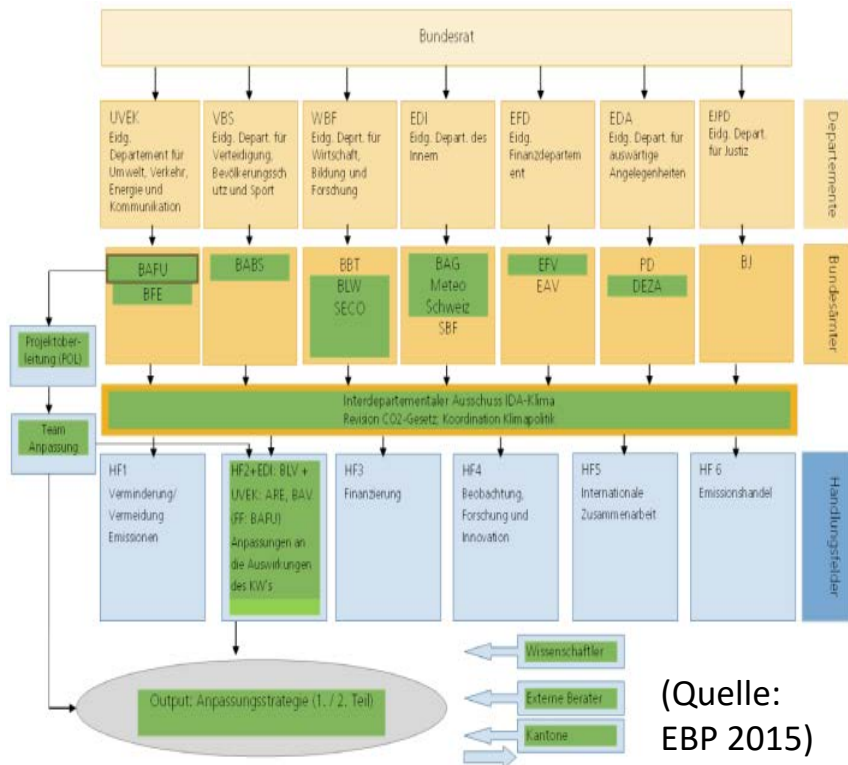 Bundesrat
UVEK
Eidg.
Departement für
Umwelt, Verkehr,
Energie und
Kommunikation
VBS
Eidg. Depart. für
Verteidigung,
Bevölkerungssch
utz und Sport
WBF
Eidg. Deprt. für
Wirtschaft,
Bildung und
Forschung
EDI
Eidg. Depart. des
Innern
EFD
Eidg.
Finanzdepartem
ent
EDA
Eidg. Depart. für
auswärtige
Angelegenheiten
EJPD
Eidg. Depart.
für Justiz
Departemente
BAFU
BFE
BABS
BBT
BLW
SECO
BAG
Meteo
Schweiz
SBF
EFV
EAV
PD
DEZA
BJ
Bundesämter
Projektober-
leitung (POL)
Team
Anpassung
Interdepartementaler Ausschuss IDA-Klima
Revision CO2-Gesetz; Koordination Klimapolitik
HF1
Verminderung/
Vermeidung
Emissionen
HF2+EDI: BLV +
UVEK: ARE, BAV
(FF: BAFU)
Anpassungen an
die Auswirkungen
des KW's
HF3
Finanzierung
HF4
Beobachtung,
Forschung und
Innovation
HF5
Internationale
Zusammenarbeit
HF 6
Emissionshandel
Handlungsfelder
Output: Anpassungsstrategie (1. / 2. Teil)
Wissenschaftler
Externe Berater
Kantone
(Quelle:
EBP 2015)